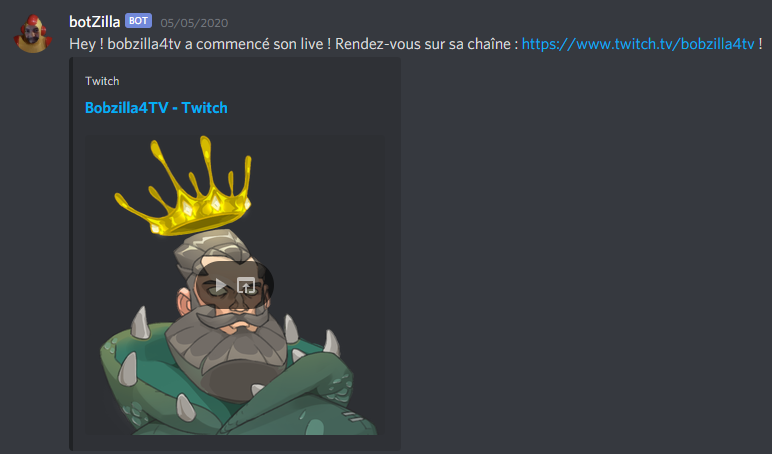 botZilla BOT 05/05/2020
Hey ! bobzilla4tv a commencé son live ! Rendez-vous sur sa chaîne : https://www.twitch.tv/bobzilla4tv !
Twitch
Bobzilla4TV - Twitch